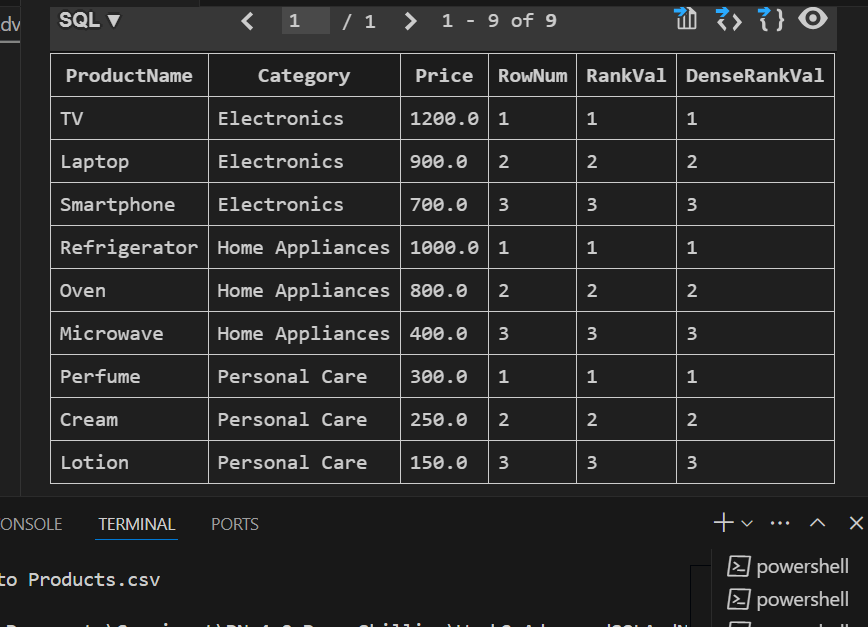 dv
SQL ▼ 1 / 1 1 - 9 of 9
ProductName Category Price RowNum RankVal DenseRankVal
TV Electronics 1200.0 1 1 1
Laptop Electronics 900.0 2 2 2
Smartphone Electronics 700.0 3 3 3
Refrigerator Home Appliances 1000.0 1 1 1
Oven Home Appliances 800.0 2 2 2
Microwave Home Appliances 400.0 3 3 3
Perfume Personal Care 300.0 1 1 1
Cream Personal Care 250.0 2 2 2
Lotion Personal Care 150.0 3 3 3
ONSOLE TERMINAL PORTS
to Products.csv
powershell
powershell